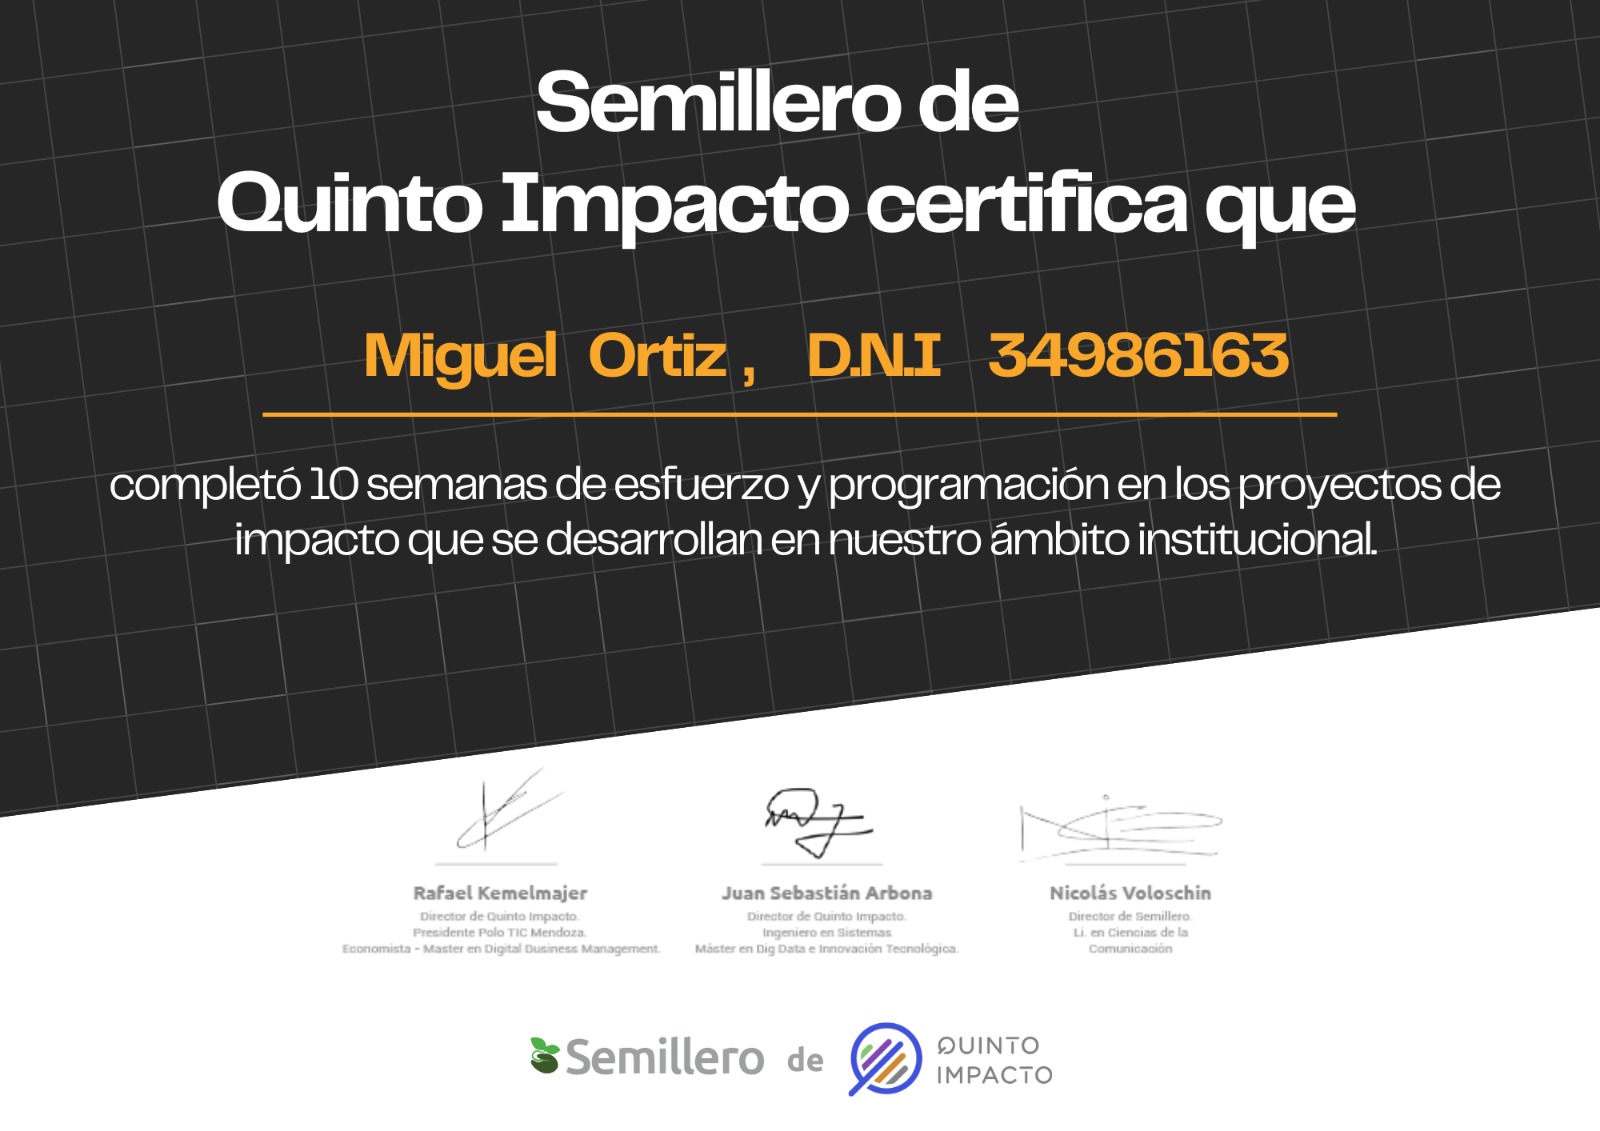 Semillero de
Quinto Impacto certifica que
Miguel Ortiz , D.N.I 34986163
completó 10 semanas de esfuerzo y programación en los proyectos de
impacto que se desarrollan en nuestro ámbito institucional.
Rafael Kemelmajer
Director de Quinto Impacto.
Presidente Polo TIC Mendoza.
Economista - Master en Digital Business Management.
Juan Sebastián Arbona
Director de Quinto Impacto.
Ingeniero en Sistemas
Máster en Big Data e Innovación Tecnológica.
Nicolás Voloschin
Director de Semillero.
Li. en Ciencias de la
Comunicación
Semillero de QUINTO
IMPACTO